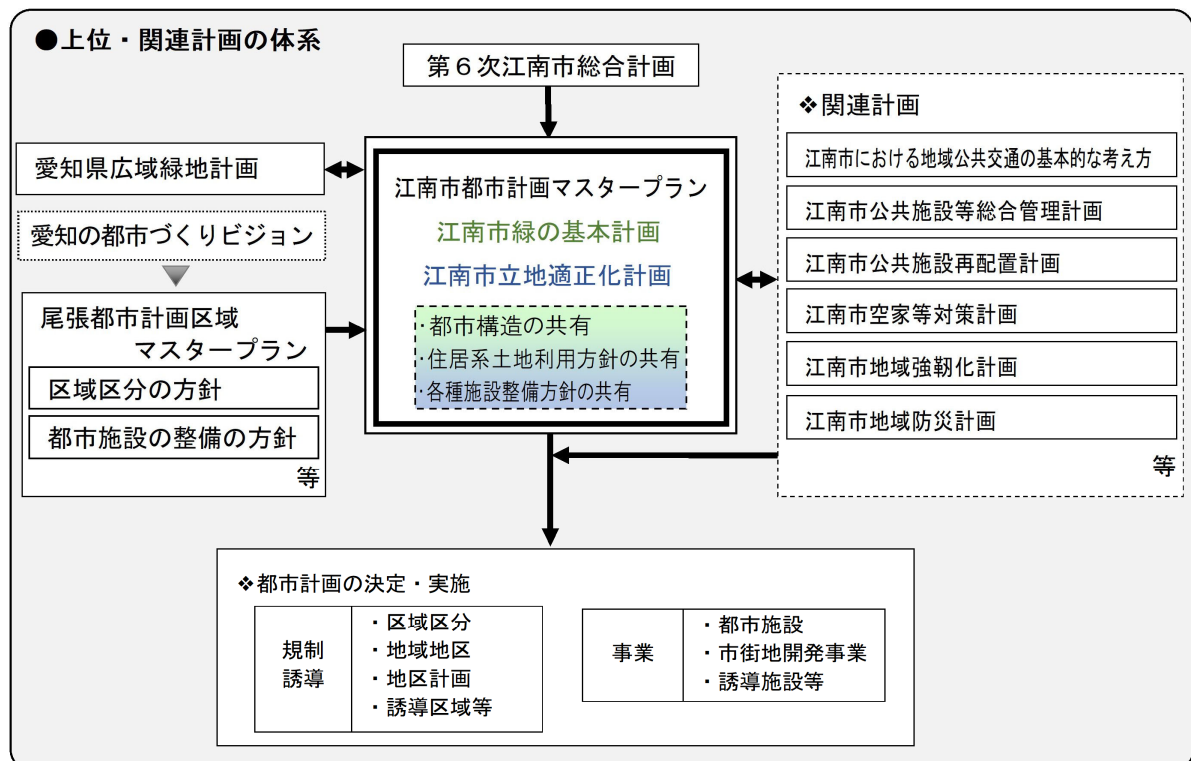 ●上位・関連計画の体系
第6次江南市総合計画
愛知県広域緑地計画
愛知の都市づくりビジョン
尾張都市計画区域
マスタープラン
区域区分の方針
都市施設の整備の方針
等
江南市都市計画マスタープラン
江南市緑の基本計画
江南市立地適正化計画
・都市構造の共有
・住居系土地利用方針の共有
・各種施設整備方針の共有
❖関連計画
江南市における地域公共交通の基本的な考え方
江南市公共施設等総合管理計画
江南市公共施設再配置計画
江南市空家等対策計画
江南市地域強靭化計画
江南市地域防災計画
等
❖都市計画の決定・実施
規制
誘導
・区域区分
・地域地区
・地区計画
・誘導区域等
事業
・都市施設
・市街地開発事業
・誘導施設等